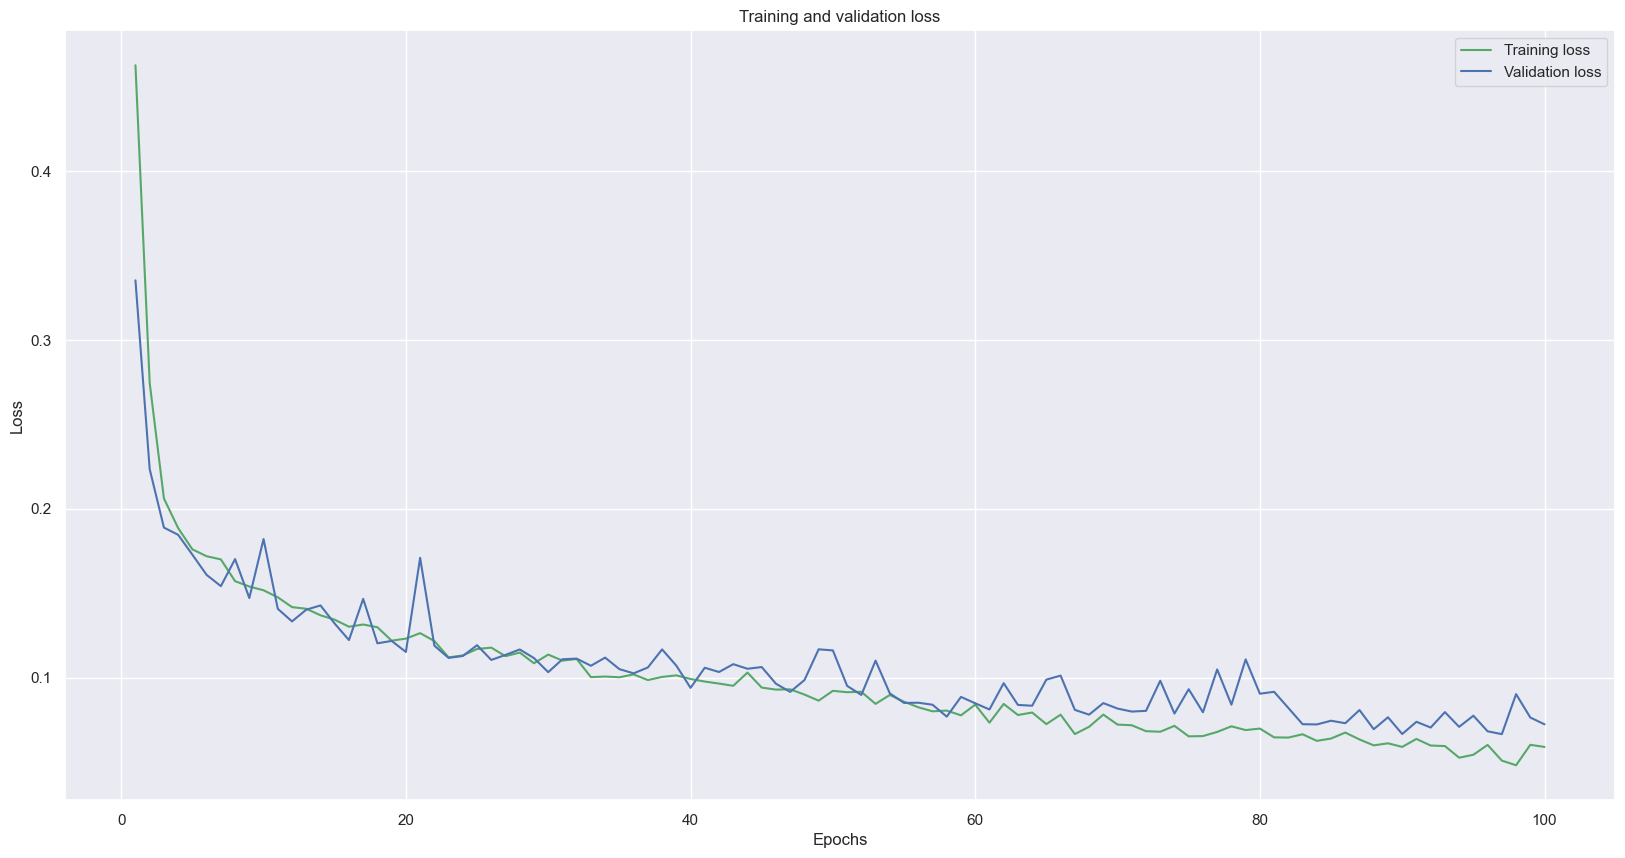 Training and validation loss
Training loss
Validation loss
Loss
0.4
0.3
0.2
0.1
0 20 40 60 80 100
Epochs